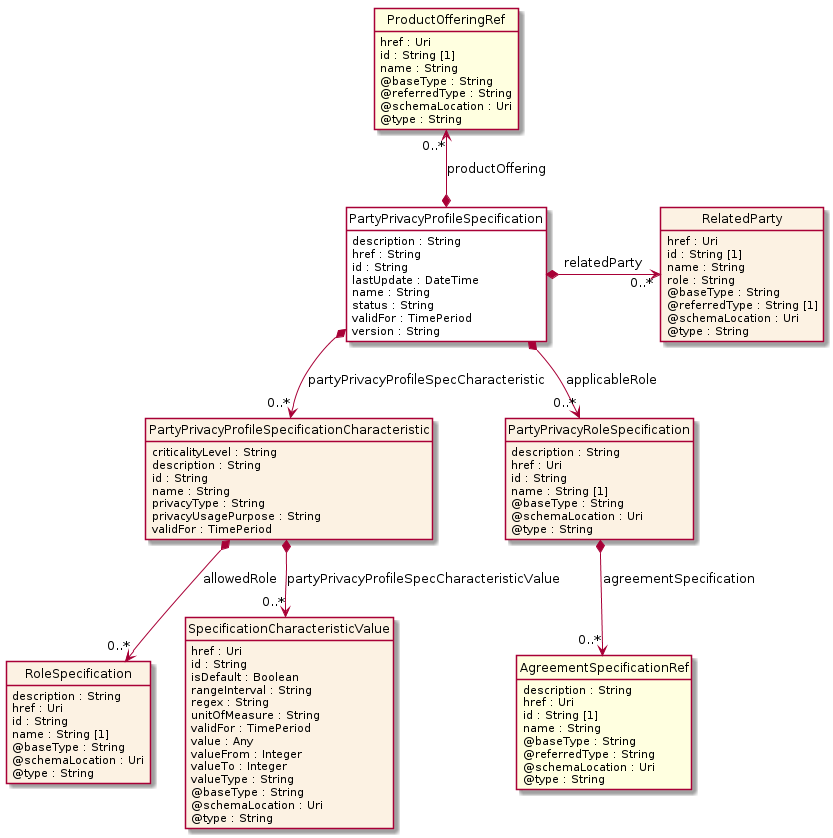 ProductOfferingRef
href : Uri
id : String [1]
name : String
@baseType : String
@referredType : String
@schemaLocation : Uri
@type : String
0..*
productOffering
PartyPrivacyProfileSpecification
description : String
href : String
id : String
lastUpdate : DateTime
name : String
status : String
validFor : TimePeriod
version : String
relatedParty
0..*
RelatedParty
href : Uri
id : String [1]
name : String
role : String
@baseType : String
@referredType : String [1]
@schemaLocation : Uri
@type : String
partyPrivacyProfileSpecCharacteristic
0..*
applicableRole
0..*
PartyPrivacyProfileSpecificationCharacteristic
criticalityLevel : String
description : String
id : String
name : String
privacyType : String
privacyUsagePurpose : String
validFor : TimePeriod
PartyPrivacyRoleSpecification
description : String
href : Uri
id : String
name : String [1]
@baseType : String
@schemaLocation : Uri
@type : String
allowedRole
0..*
partyPrivacyProfileSpecCharacteristicValue
0..*
agreementSpecification
0..*
RoleSpecification
description : String
href : Uri
id : String
name : String [1]
@baseType : String
@schemaLocation : Uri
@type : String
SpecificationCharacteristicValue
href : Uri
id : String
isDefault : Boolean
rangeInterval : String
regex : String
unitOfMeasure : String
validFor : TimePeriod
value : Any
valueFrom : Integer
valueTo : Integer
valueType : String
@baseType : String
@schemaLocation : Uri
@type : String
AgreementSpecificationRef
description : String
href : Uri
id : String [1]
name : String
@baseType : String
@referredType : String
@schemaLocation : Uri
@type : String